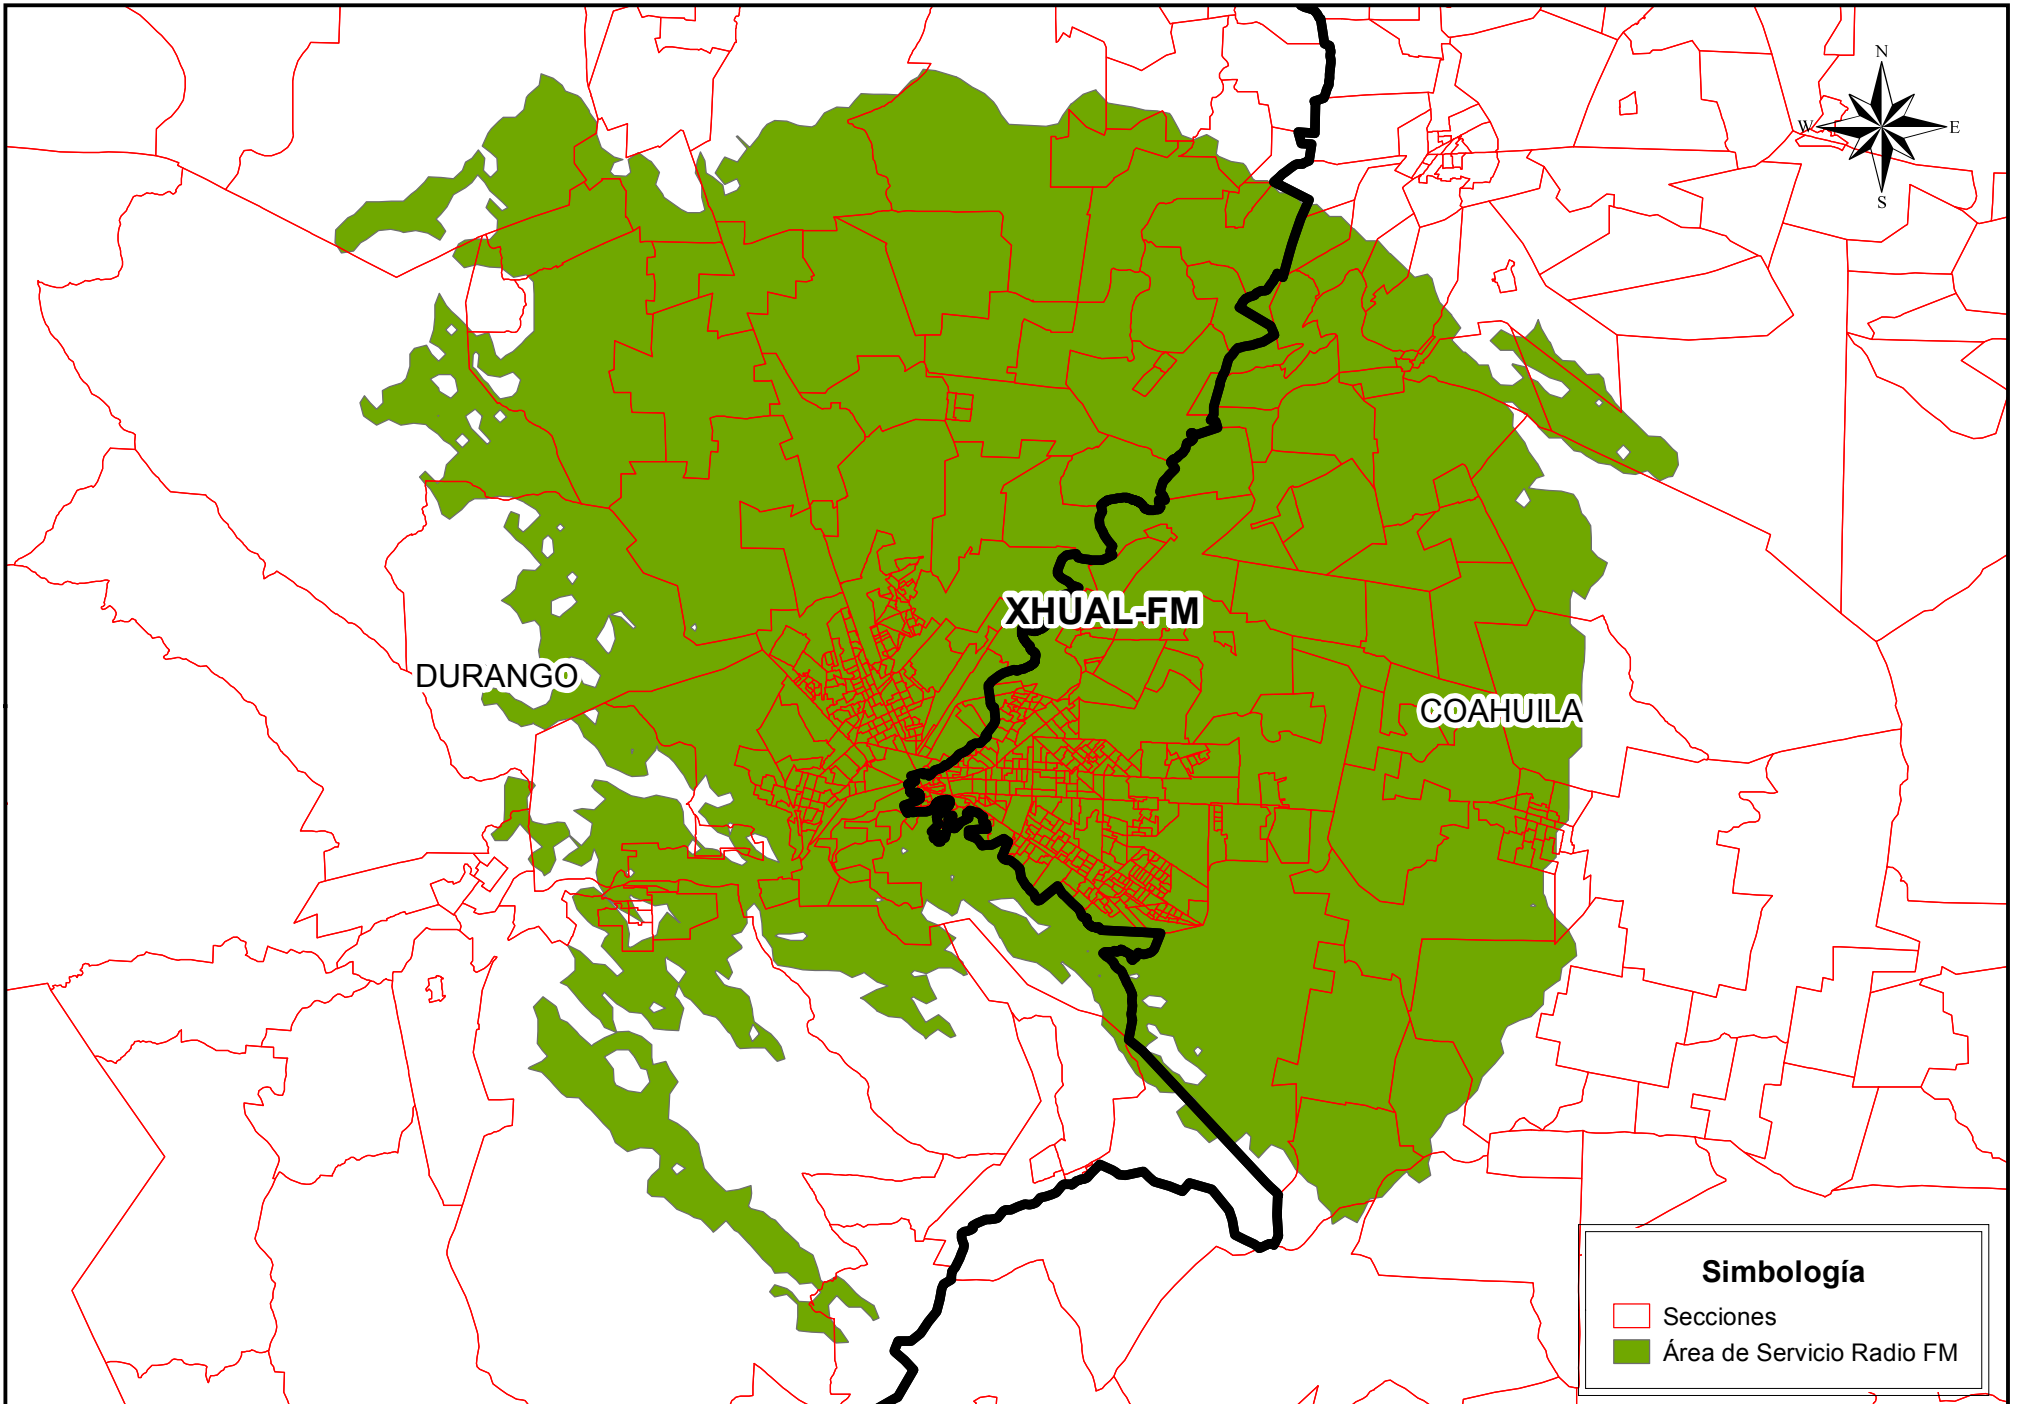 N
W
E
S
XHUAL-FM
DURANGO
COAHUILA
Simbología
Secciones
Área de Servicio Radio FM